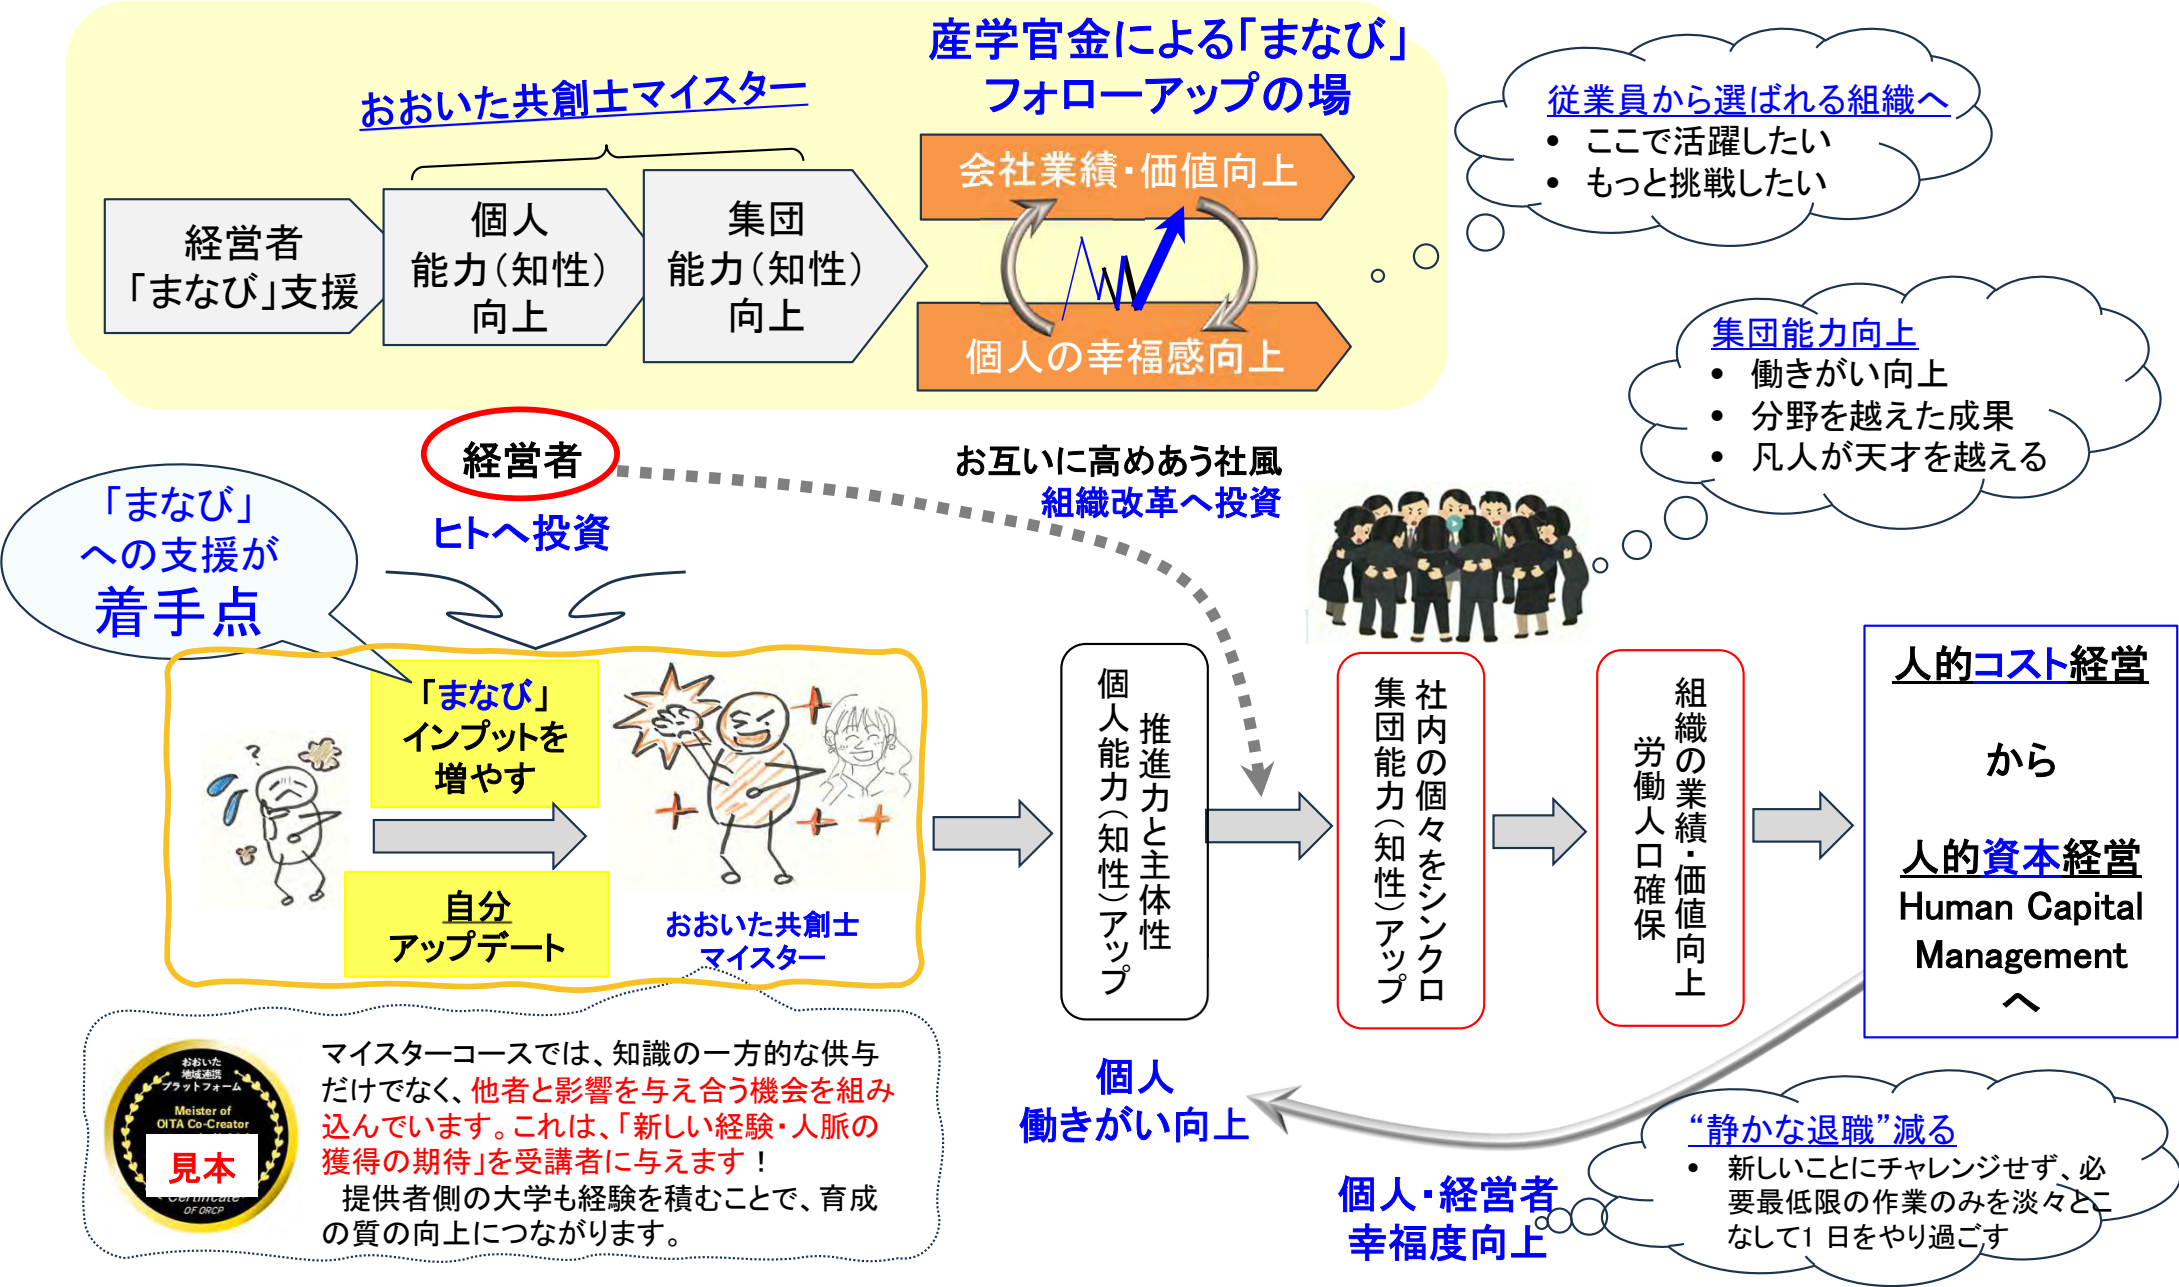 産学官金による「まなび」
フォローアップの場
おおいた共創士マイスター
経営者
「まなび」支援
個人
能力（知性）
向上
集団
能力（知性）
向上
会社業績・価値向上
個人の幸福感向上
従業員から選ばれる組織へ
• ここで活躍したい
• もっと挑戦したい
集団能力向上
• 働きがい向上
• 分野を越えた成果
• 凡人が天才を越える
経営者
ヒトへ投資
お互いに高めあう社風
組織改革へ投資
「まなび」
への支援が
着手点
「まなび」
インプットを
増やす
?
自分
アップデート
おおいた共創士
マイスター
推進力と主体性
個人能力（知性）アップ
社内の個々をシンクロ
集団能力（知性）アップ
組織の業績・価値向上
労働人口確保
人的コスト経営
から
人的資本経営
Human Capital
Management
へ
個人
働きがい向上
個人・経営者
幸福度向上
“静かな退職”減る
• 新しいことにチャレンジせず、必
要最低限の作業のみを淡々とこ
なして1 日をやり過ごす
おおいた
地域連携
プラットフォーム
Meister of
OITA Co-Creator
見本
Certificate
OF ORCP
マイスターコースでは、知識の一方的な供与
だけでなく、他者と影響を与え合う機会を組み
込んでいます。これは、「新しい経験・人脈の
獲得の期待」を受講者に与えます！
提供者側の大学も経験を積むことで、育成
の質の向上につながります。